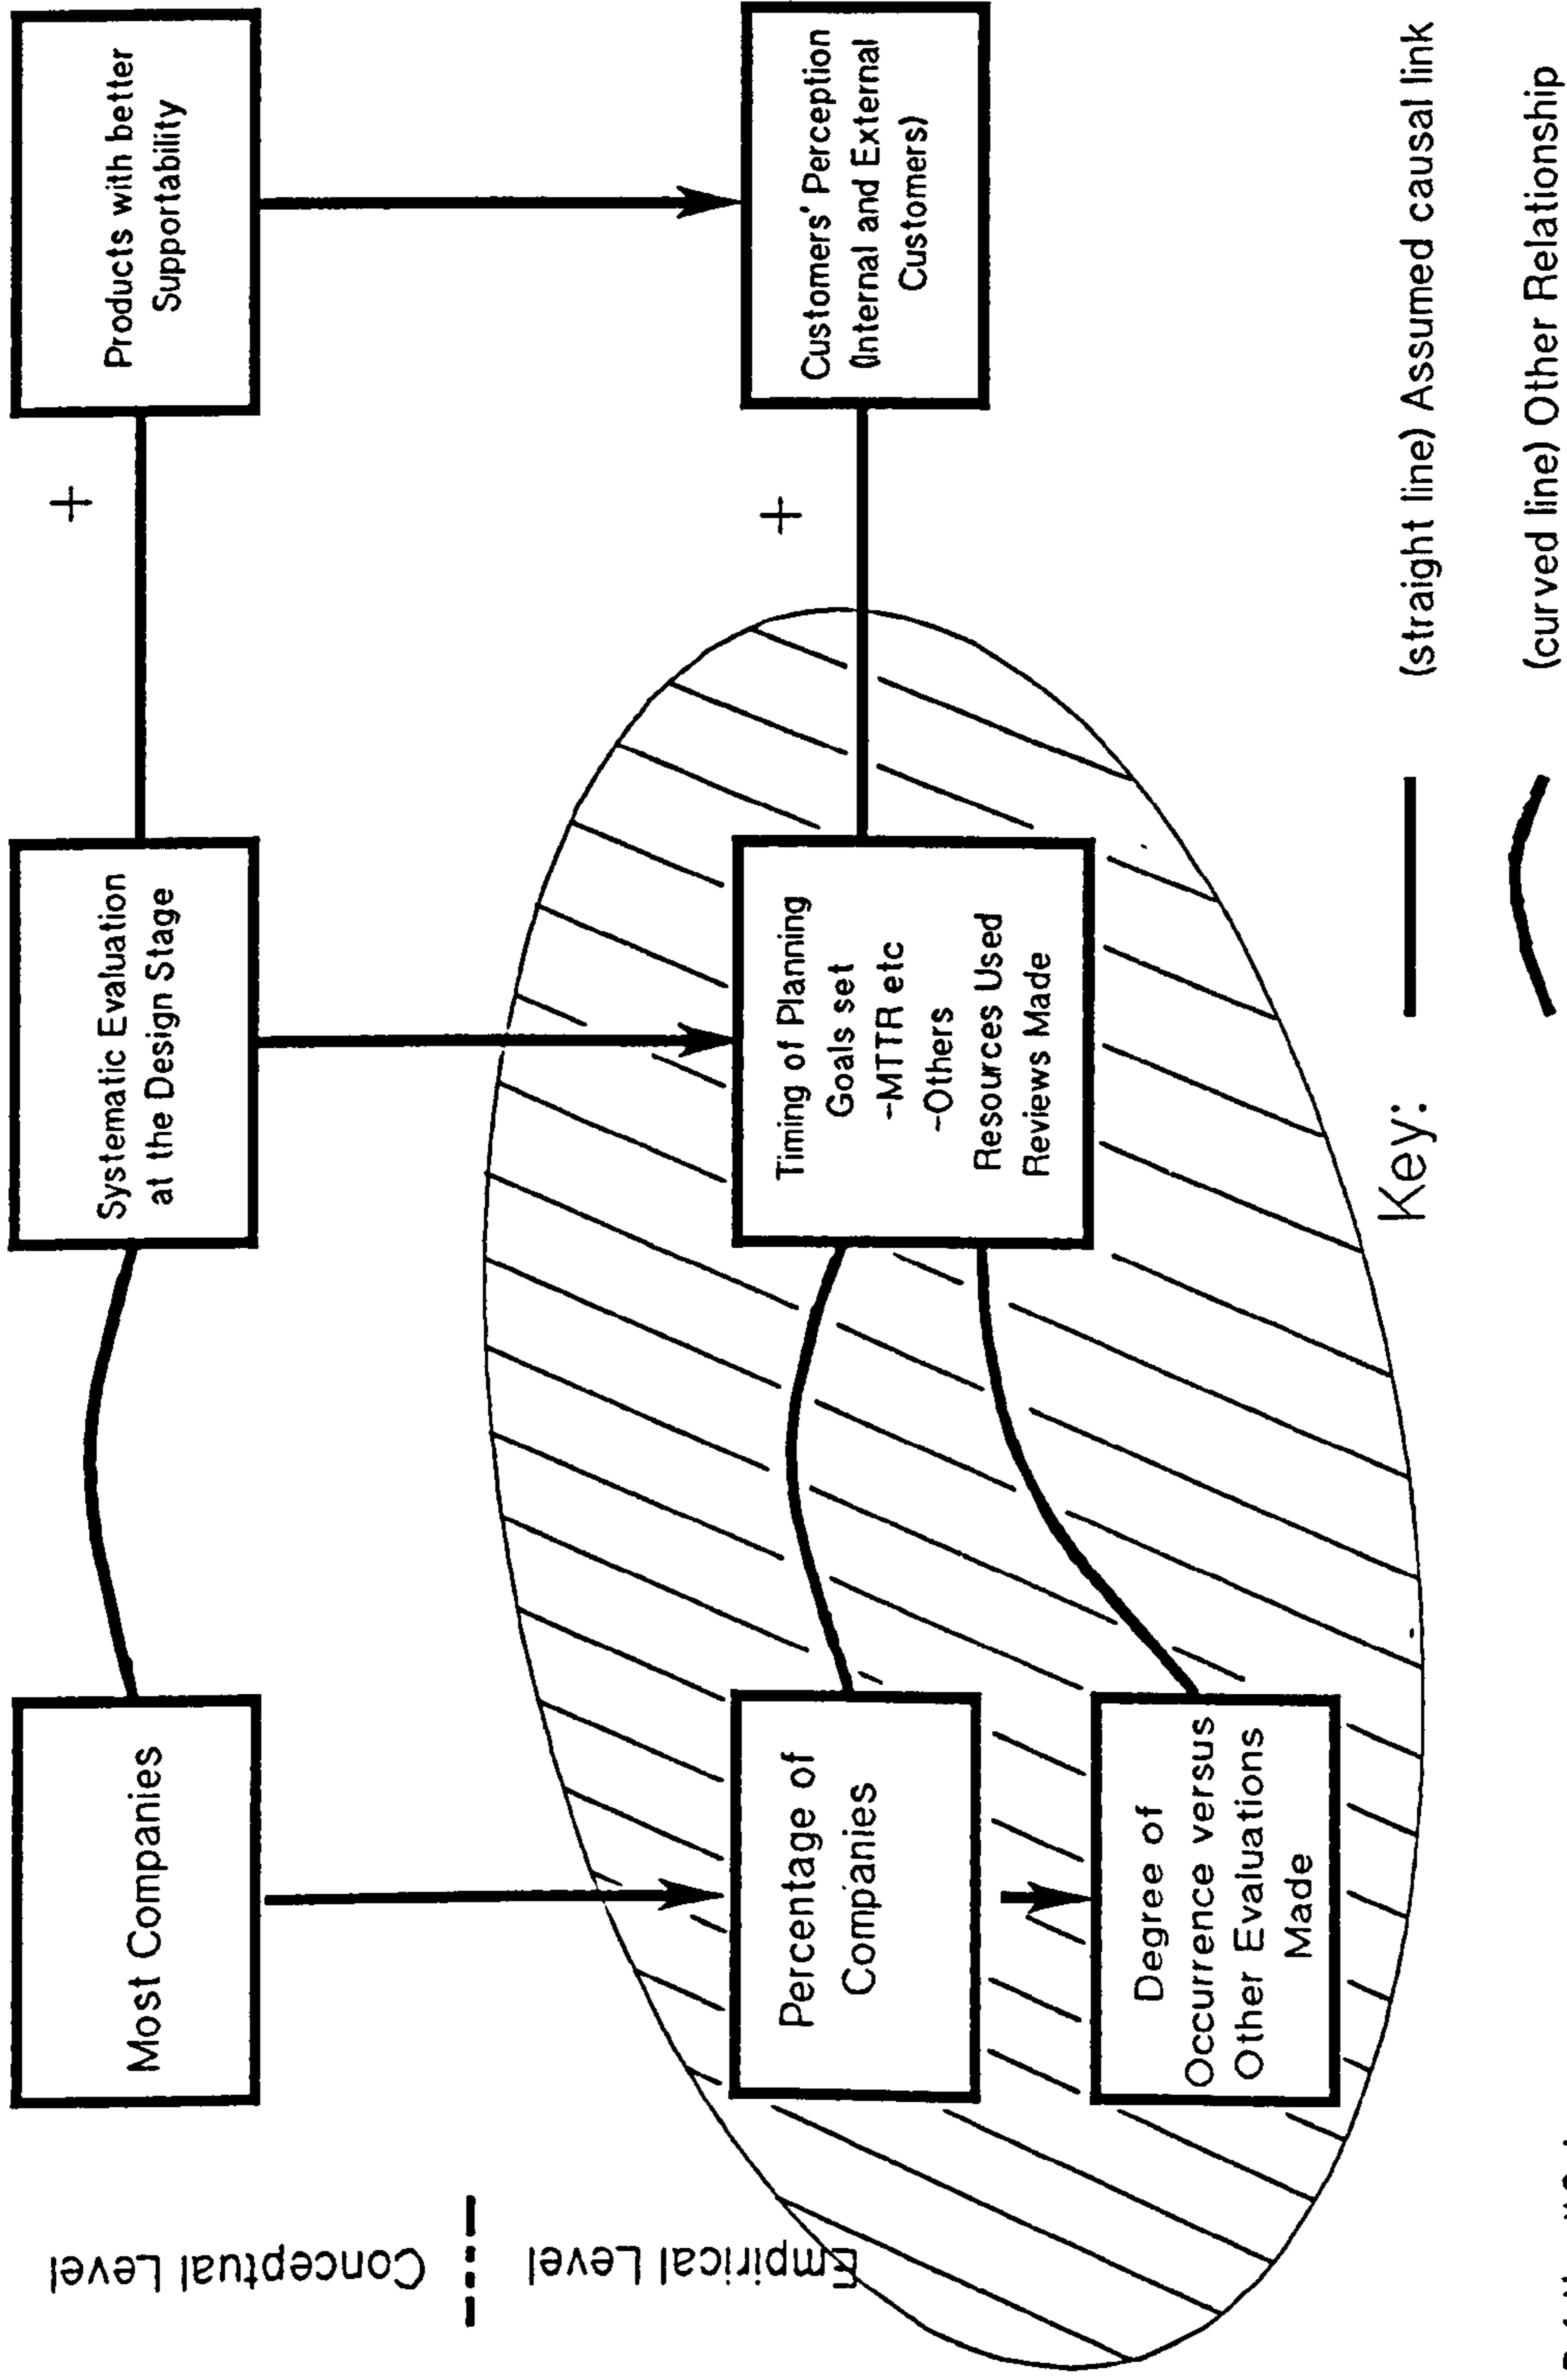 Conceptual Level
Empirical Level
Most Companies
Systematic Evaluation
at the Design Stage
+
Products with better
Supportability
Percentage of
Companies
Timing of Planning
Goals set
-MTTR etc
-Others
Resources Used
Reviews Made
+
Customers' Perception
(Internal and External
Customers)
Degree of
Occurrence versus
Other Evaluations
Made
Key:
(straight line) Assumed causal link
(curved line) Other Relationship